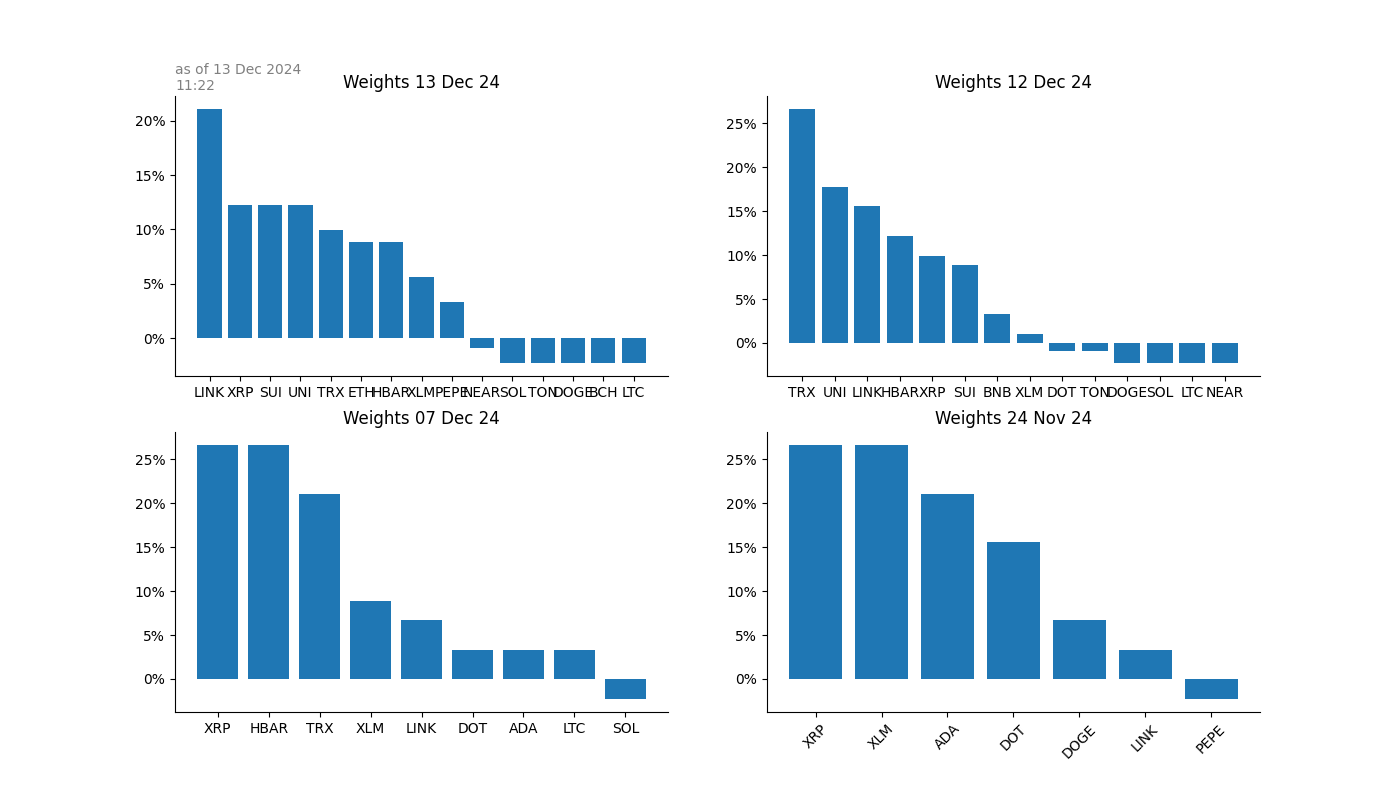 as of 13 Dec 2024
11:22
Weights 13 Dec 24
20%
15%
10%
5%
0%
LINK XRP SUI UNI TRX ETH HBAR XLM PEPE NEAR SOL TON DOGE BCH LTC
Weights 12 Dec 24
25%
20%
15%
10%
5%
0%
TRX UNI LINK HBAR XRP SUI BNB XLM DOT TON DOGE SOL LTC NEAR
Weights 07 Dec 24
25%
20%
15%
10%
5%
0%
XRP HBAR TRX XLM LINK DOT ADA LTC SOL
Weights 24 Nov 24
25%
20%
15%
10%
5%
0%
XRP XLM ADA DOT DOGE LINK PEPE